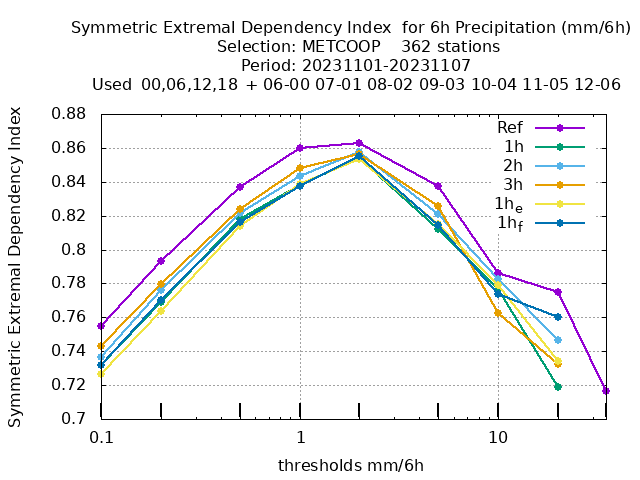 Symmetric Extremal Dependency Index  for 6h Precipitation (mm/6h)
Selection: METCOOP    362 stations
Period: 20231101-20231107
Used  00,06,12,18  + 06-00 07-01 08-02 09-03 10-04 11-05 12-06
Symmetric Extremal Dependency Index
0.88
0.86
0.84
0.82
0.8
0.78
0.76
0.74
0.72
0.7
Ref
1h
2h
3h
1he
1hf
0.1 1 10
thresholds mm/6h